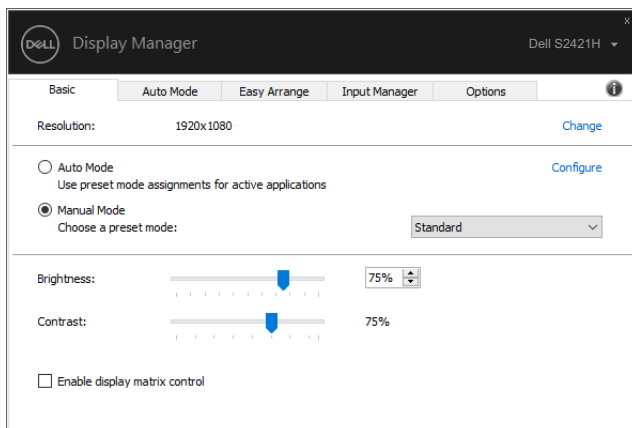 DELL Display Manager Dell S2421H x
Basic Auto Mode Easy Arrange Input Manager Options i
Resolution: 1920x1080 Change
Auto Mode Configure
Use preset mode assignments for active applications
Manual Mode
Choose a preset mode: Standard
Brightness: 75%
Contrast: 75%
Enable display matrix control